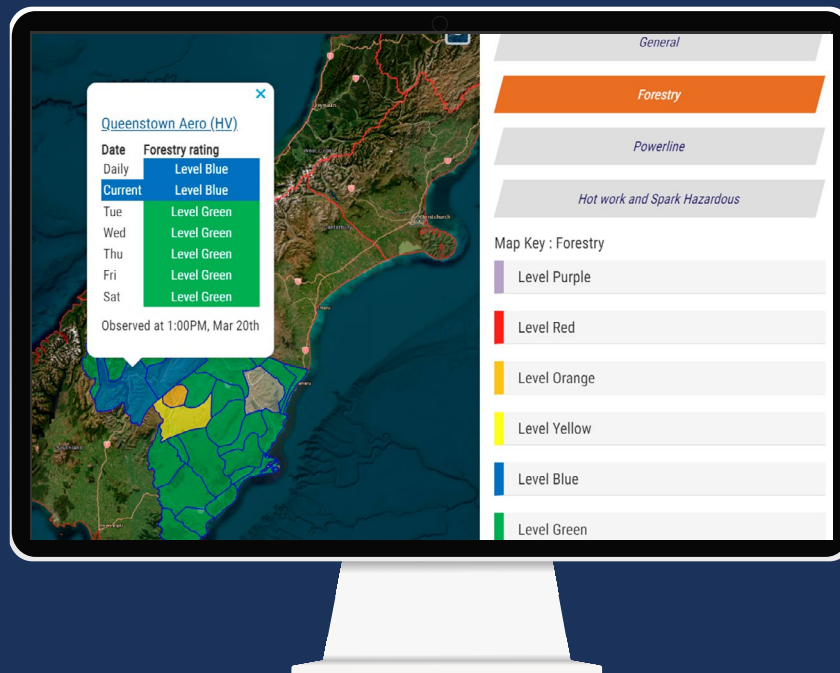 General
Forestry
Powerline
Hot work and Spark Hazardous
Map Key : Forestry
Level Purple
Level Red
Level Orange
Level Yellow
Level Blue
Level Green
Queenstown Aero (HV)
Date Forestry rating
Daily Level Blue
Current Level Blue
Tue Level Green
Wed Level Green
Thu Level Green
Fri Level Green
Sat Level Green
Observed at 1:00PM, Mar 20th
Canterbury